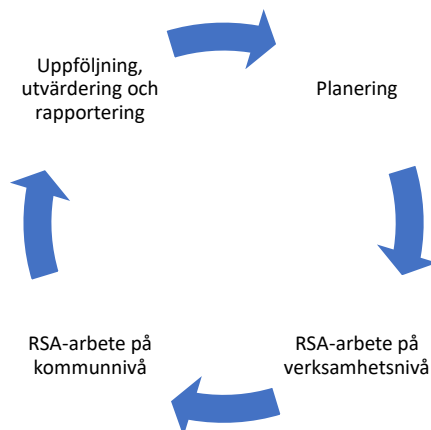 Uppföljning,
utvärdering och
rapportering
Planering
RSA-arbete på
verksamhetsnivå
RSA-arbete på
kommunnivå